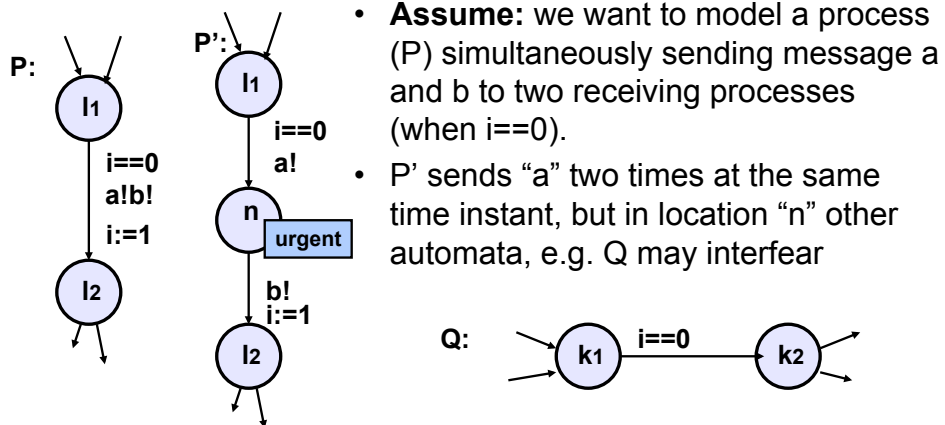 P:
l1
i==0
a!b!
i:=1
l2
P’:
l1
i==0
a!
n
urgent
b!
i:=1
l2
• Assume: we want to model a process
(P) simultaneously sending message a
and b to two receiving processes
(when i==0).
• P’ sends “a” two times at the same
time instant, but in location “n” other
automata, e.g. Q may interfear
Q:
k1
i==0
k2